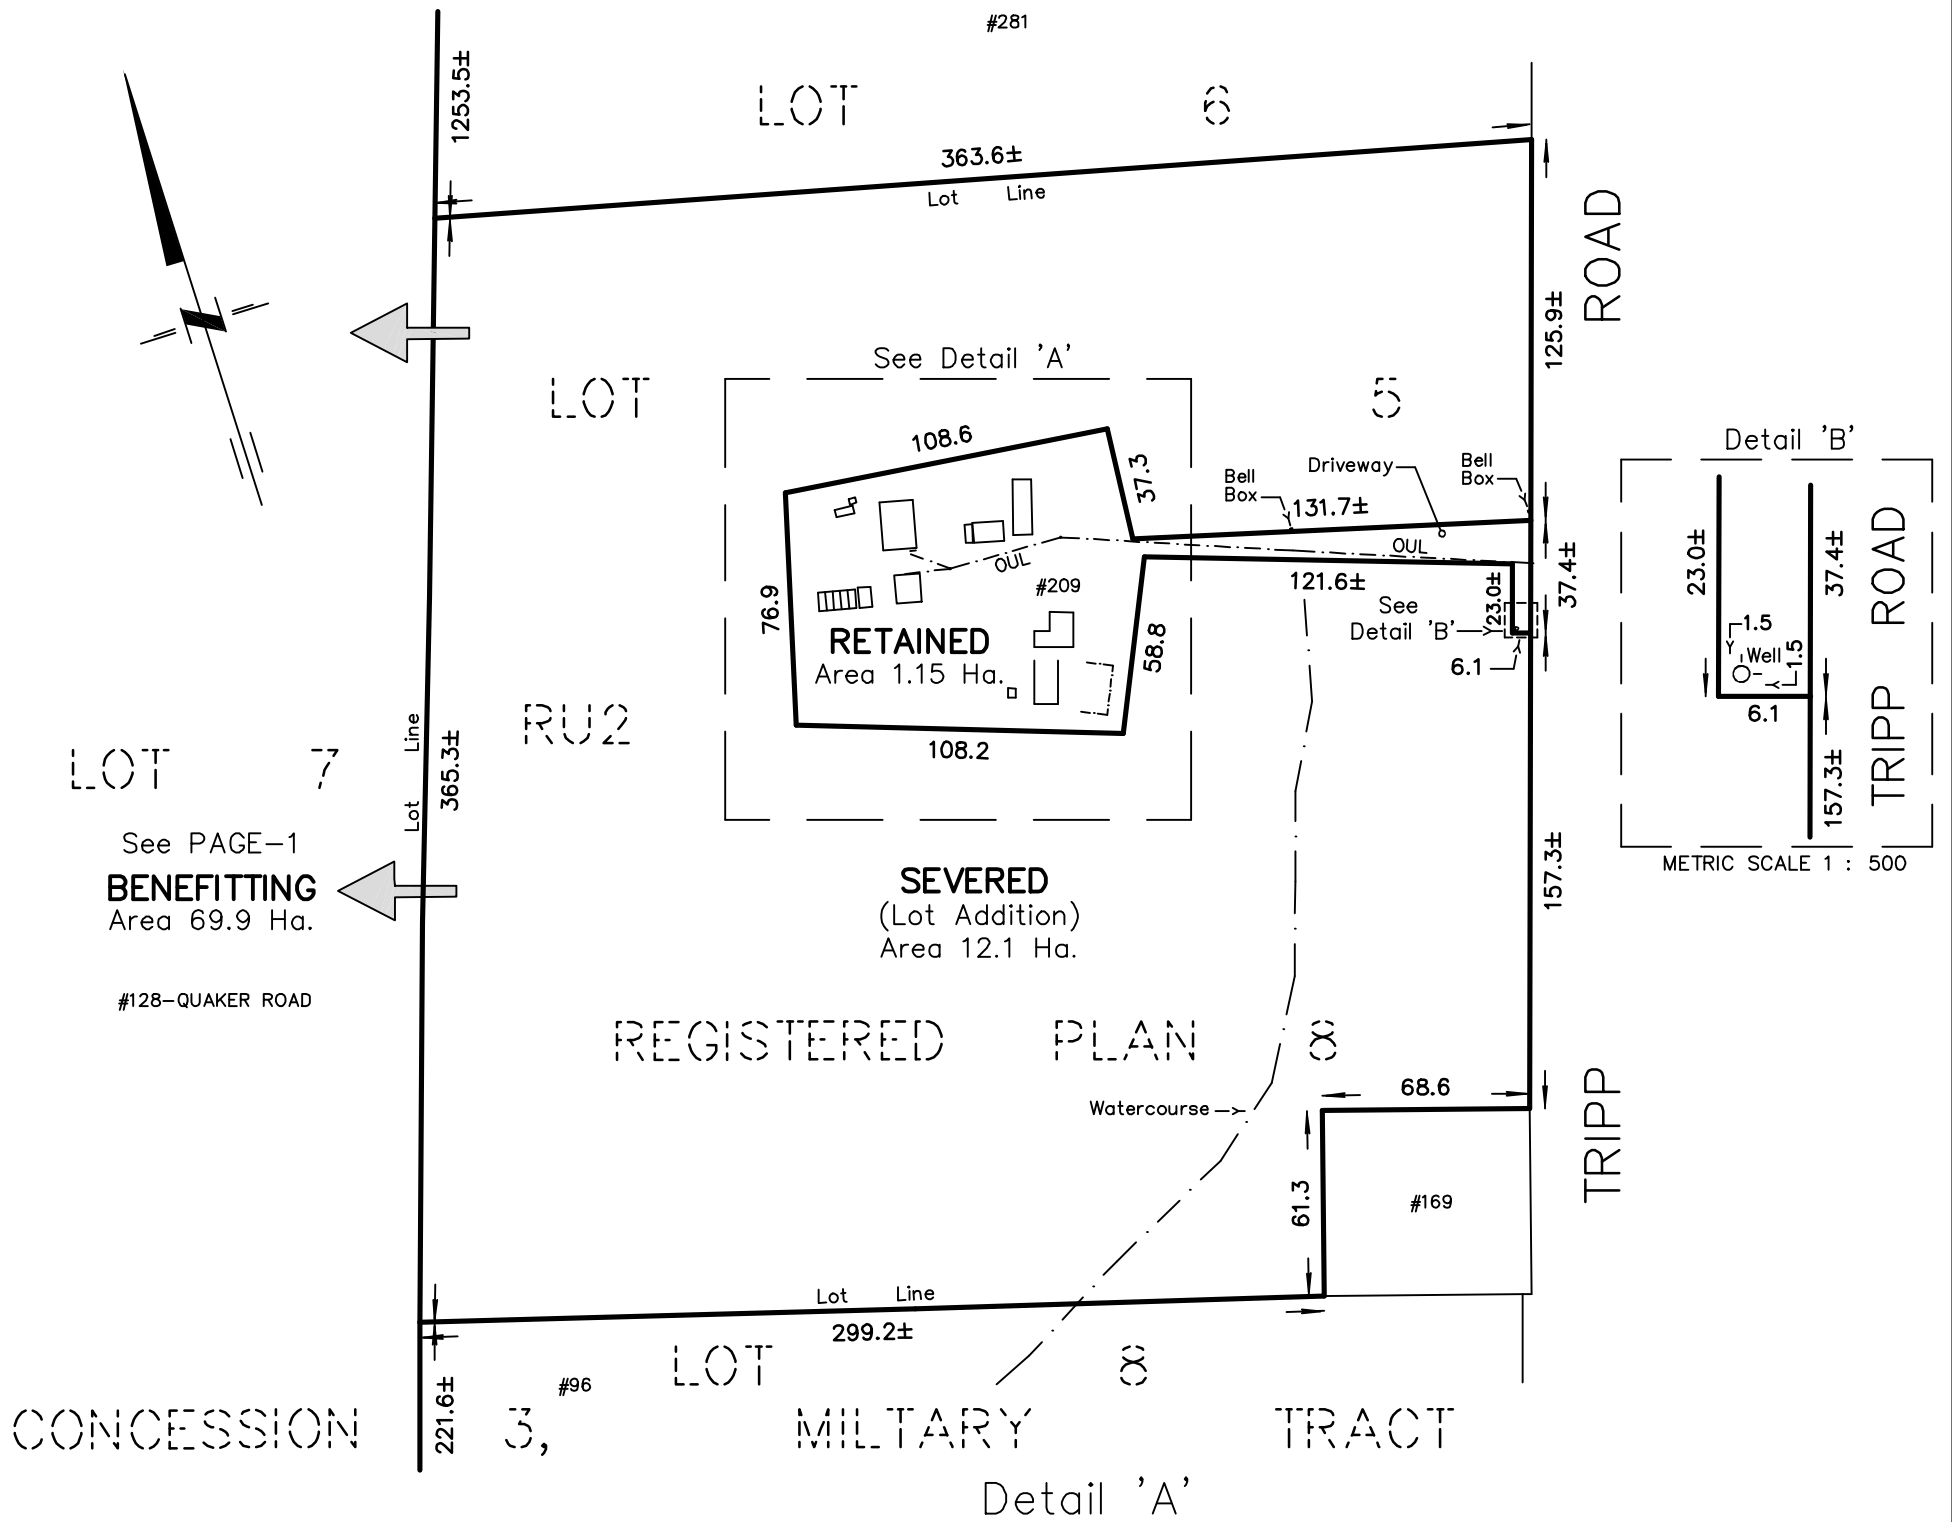 #281
1253.5±
LOT 6
363.6±
Lot Line
ROAD
125.9±
See Detail 'A'
LOT 5
108.6
37.3
Bell
Box
131.7±
Driveway
Bell
Box
OUL
OUL
#209
121.6±
23.0±
37.4±
See
Detail 'B'
6.1
76.9
RETAINED
Area 1.15 Ha.
58.8
108.2
RU2
Detail 'B'
23.0±
37.4±
ROAD
1.5
Well
1.5
6.1
157.3±
TRIPP
METRIC SCALE 1 : 500
Lot Line
365.3±
LOT 7
See PAGE-1
BENEFITTING
Area 69.9 Ha.
#128-QUAKER ROAD
SEVERED
(Lot Addition)
Area 12.1 Ha.
157.3±
REGISTERED PLAN 8
68.6
Watercourse
TRIPP
61.3
#169
Lot Line
299.2±
LOT 8
#96
221.6±
CONCESSION 3, MILTARY TRACT
Detail 'A'